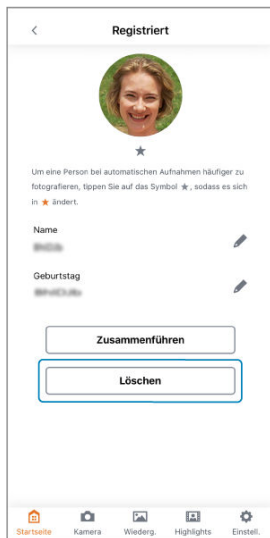 Registriert
Um eine Person bei automatischen Aufnahmen häufiger zu
fotografieren, tippen Sie auf das Symbol ★, sodass es sich
in ★ ändert.
Name
Geburtstag
Zusammenführen
Löschen
Startseite Kamera Wiederg. Highlights Einstell.